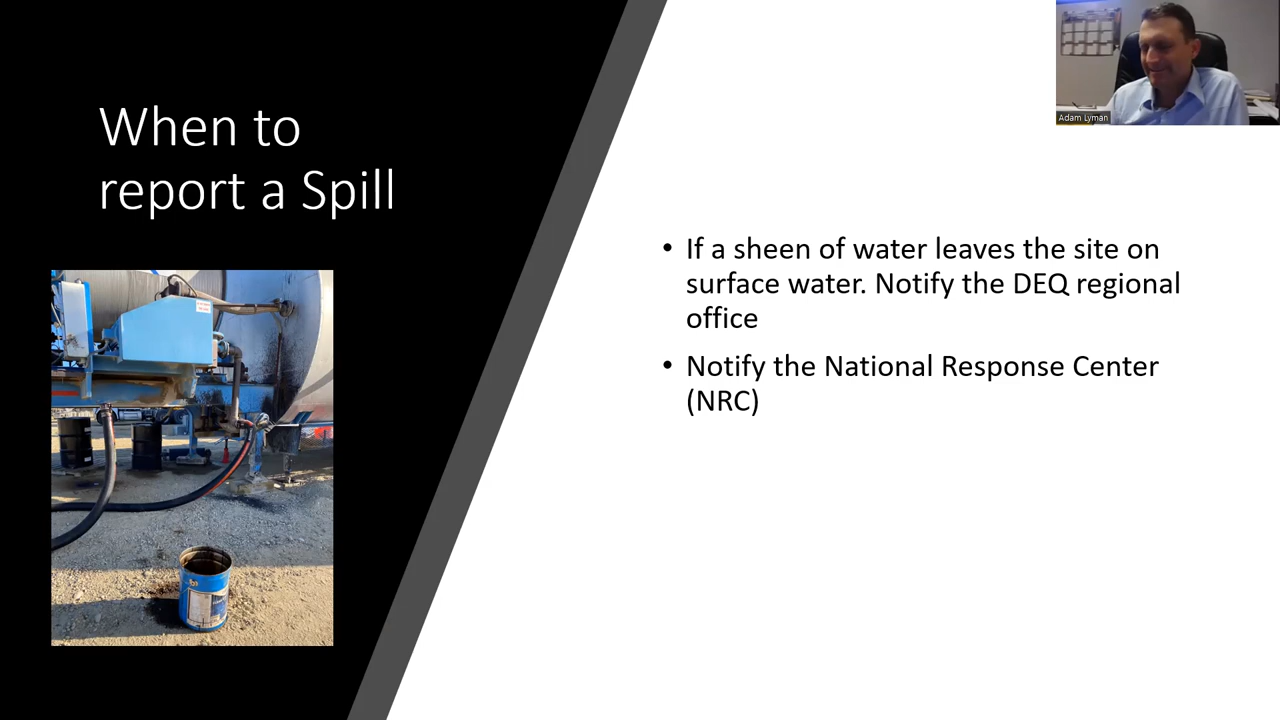 When to
report a Spill
• If a sheen of water leaves the site on
surface water. Notify the DEQ regional
office
• Notify the National Response Center
(NRC)
Adam Lyman